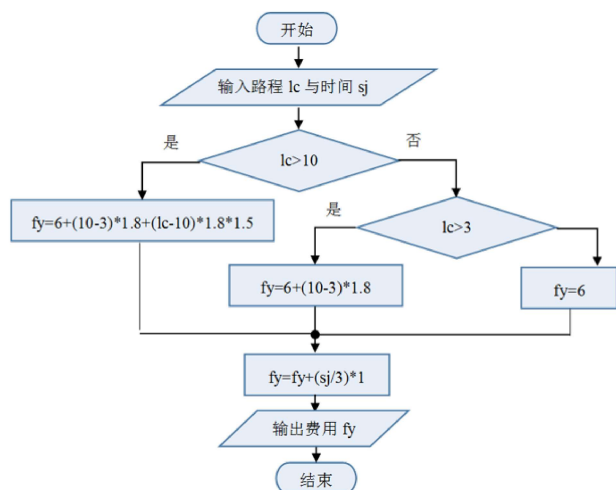 开始
输入路程 lc 与时间 sj
lc>10
是
否
fy=6+(10-3)*1.8+(lc-10)*1.8*1.5
lc>3
是
fy=6+(10-3)*1.8
fy=6
fy=fy+(sj/3)*1
输出费用 fy
结束